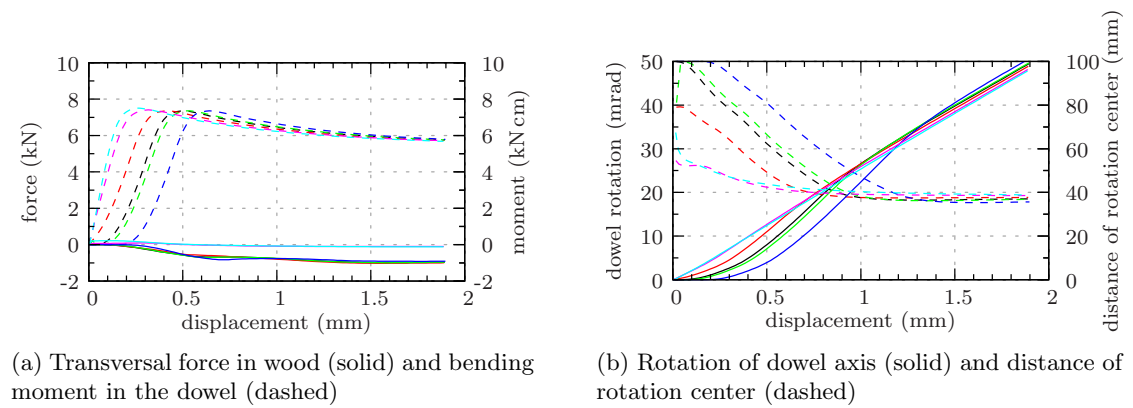 10
8
6
4
2
0
-2
force (kN)
10
8
6
4
2
0
-2
moment (kN cm)
0 0.5 1 1.5 2
displacement (mm)
(a) Transversal force in wood (solid) and bending
moment in the dowel (dashed)
50
40
30
20
10
0
dowel rotation (mrad)
100
80
60
40
20
0
distance of rotation center (mm)
0 0.5 1 1.5 2
displacement (mm)
(b) Rotation of dowel axis (solid) and distance of
rotation center (dashed)